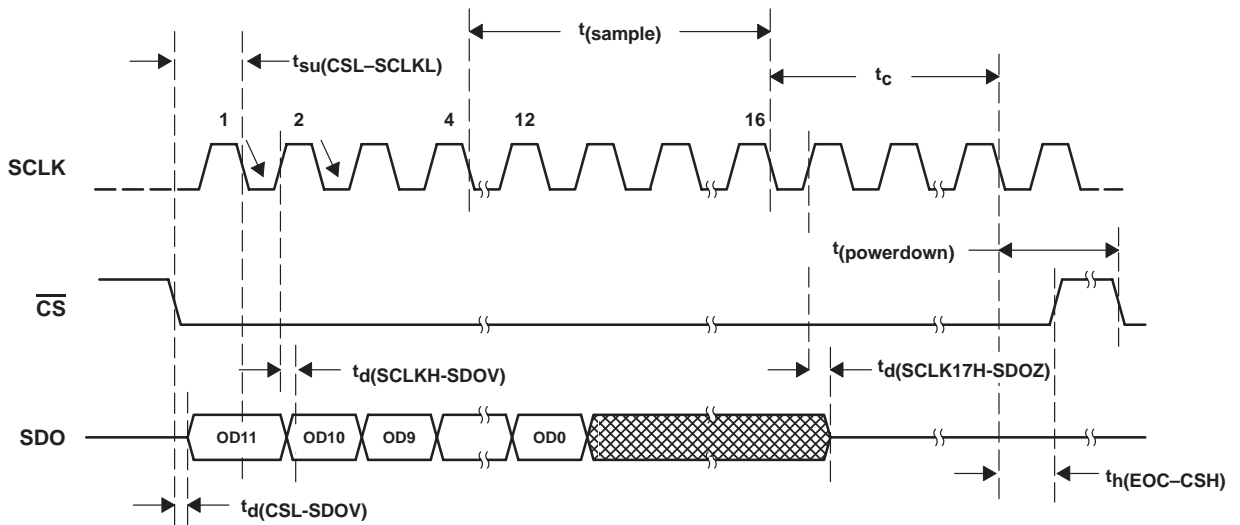 t(sample)
tsu(CSL–SCLKL)
tc
1
2
4
12
16
SCLK
t(powerdown)
CS
td(SCLKH-SDOV)
td(SCLK17H-SDOZ)
SDO
OD11
OD10
OD9
OD0
th(EOC–CSH)
td(CSL-SDOV)